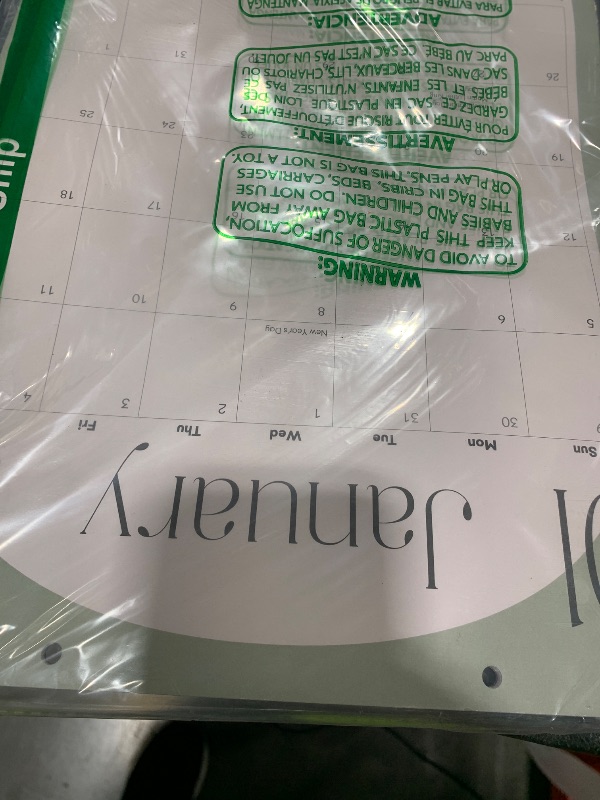 01
January
Sun Mon Tue Wed Thu Fri
30 31 1 2 3 4
New Year's Day
5 6 8 9 10 11
12 17 18
19 24 25
26 31 1
WARNING:
TO AVOID DANGER OF SUFFOCATION,
KEEP THIS PLASTIC BAG AWAY FROM
BABIES AND CHILDREN. DO NOT USE
THIS BAG IN CRIBS, BEDS, CARRIAGES
OR PLAY PENS. THIS BAG IS NOT A TOY.
AVERTISSEMENT:
POUR EVITER TOUT RISQUE D'ETOUFFEMENT,
GARDEZ CE SAC EN PLASTIQUE LOIN DES
BÉBÉS ET LES ENFANTS. N'UTILISEZ PAS CE
SAC DANS LES BERCEAUX, LITS, CHARIOTS OU
PARC AU BÉBÉ. CE SAC N'EST PAS UN JOUET!
ADVERTENCIA: